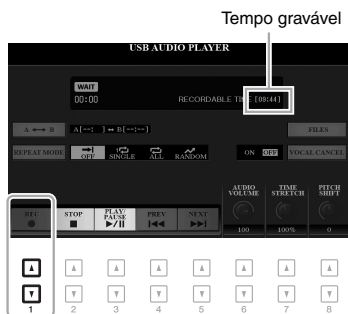 Tempo gravável
USB AUDIO PLAYER
WAIT
00:00
RECORDABLE TIME [09:44]
A ⟷ B
A[--: ] ↔ B[--:--]
FILES
REPEAT MODE
OFF SINGLE ALL RANDOM
ON OFF
VOCAL CANCEL
AUDIO VOLUME
TIME STRETCH
PITCH SHIFT
REC
STOP
PLAY/PAUSE
PREV
NEXT
100 100% 0
1 2 3 4 5 6 7 8